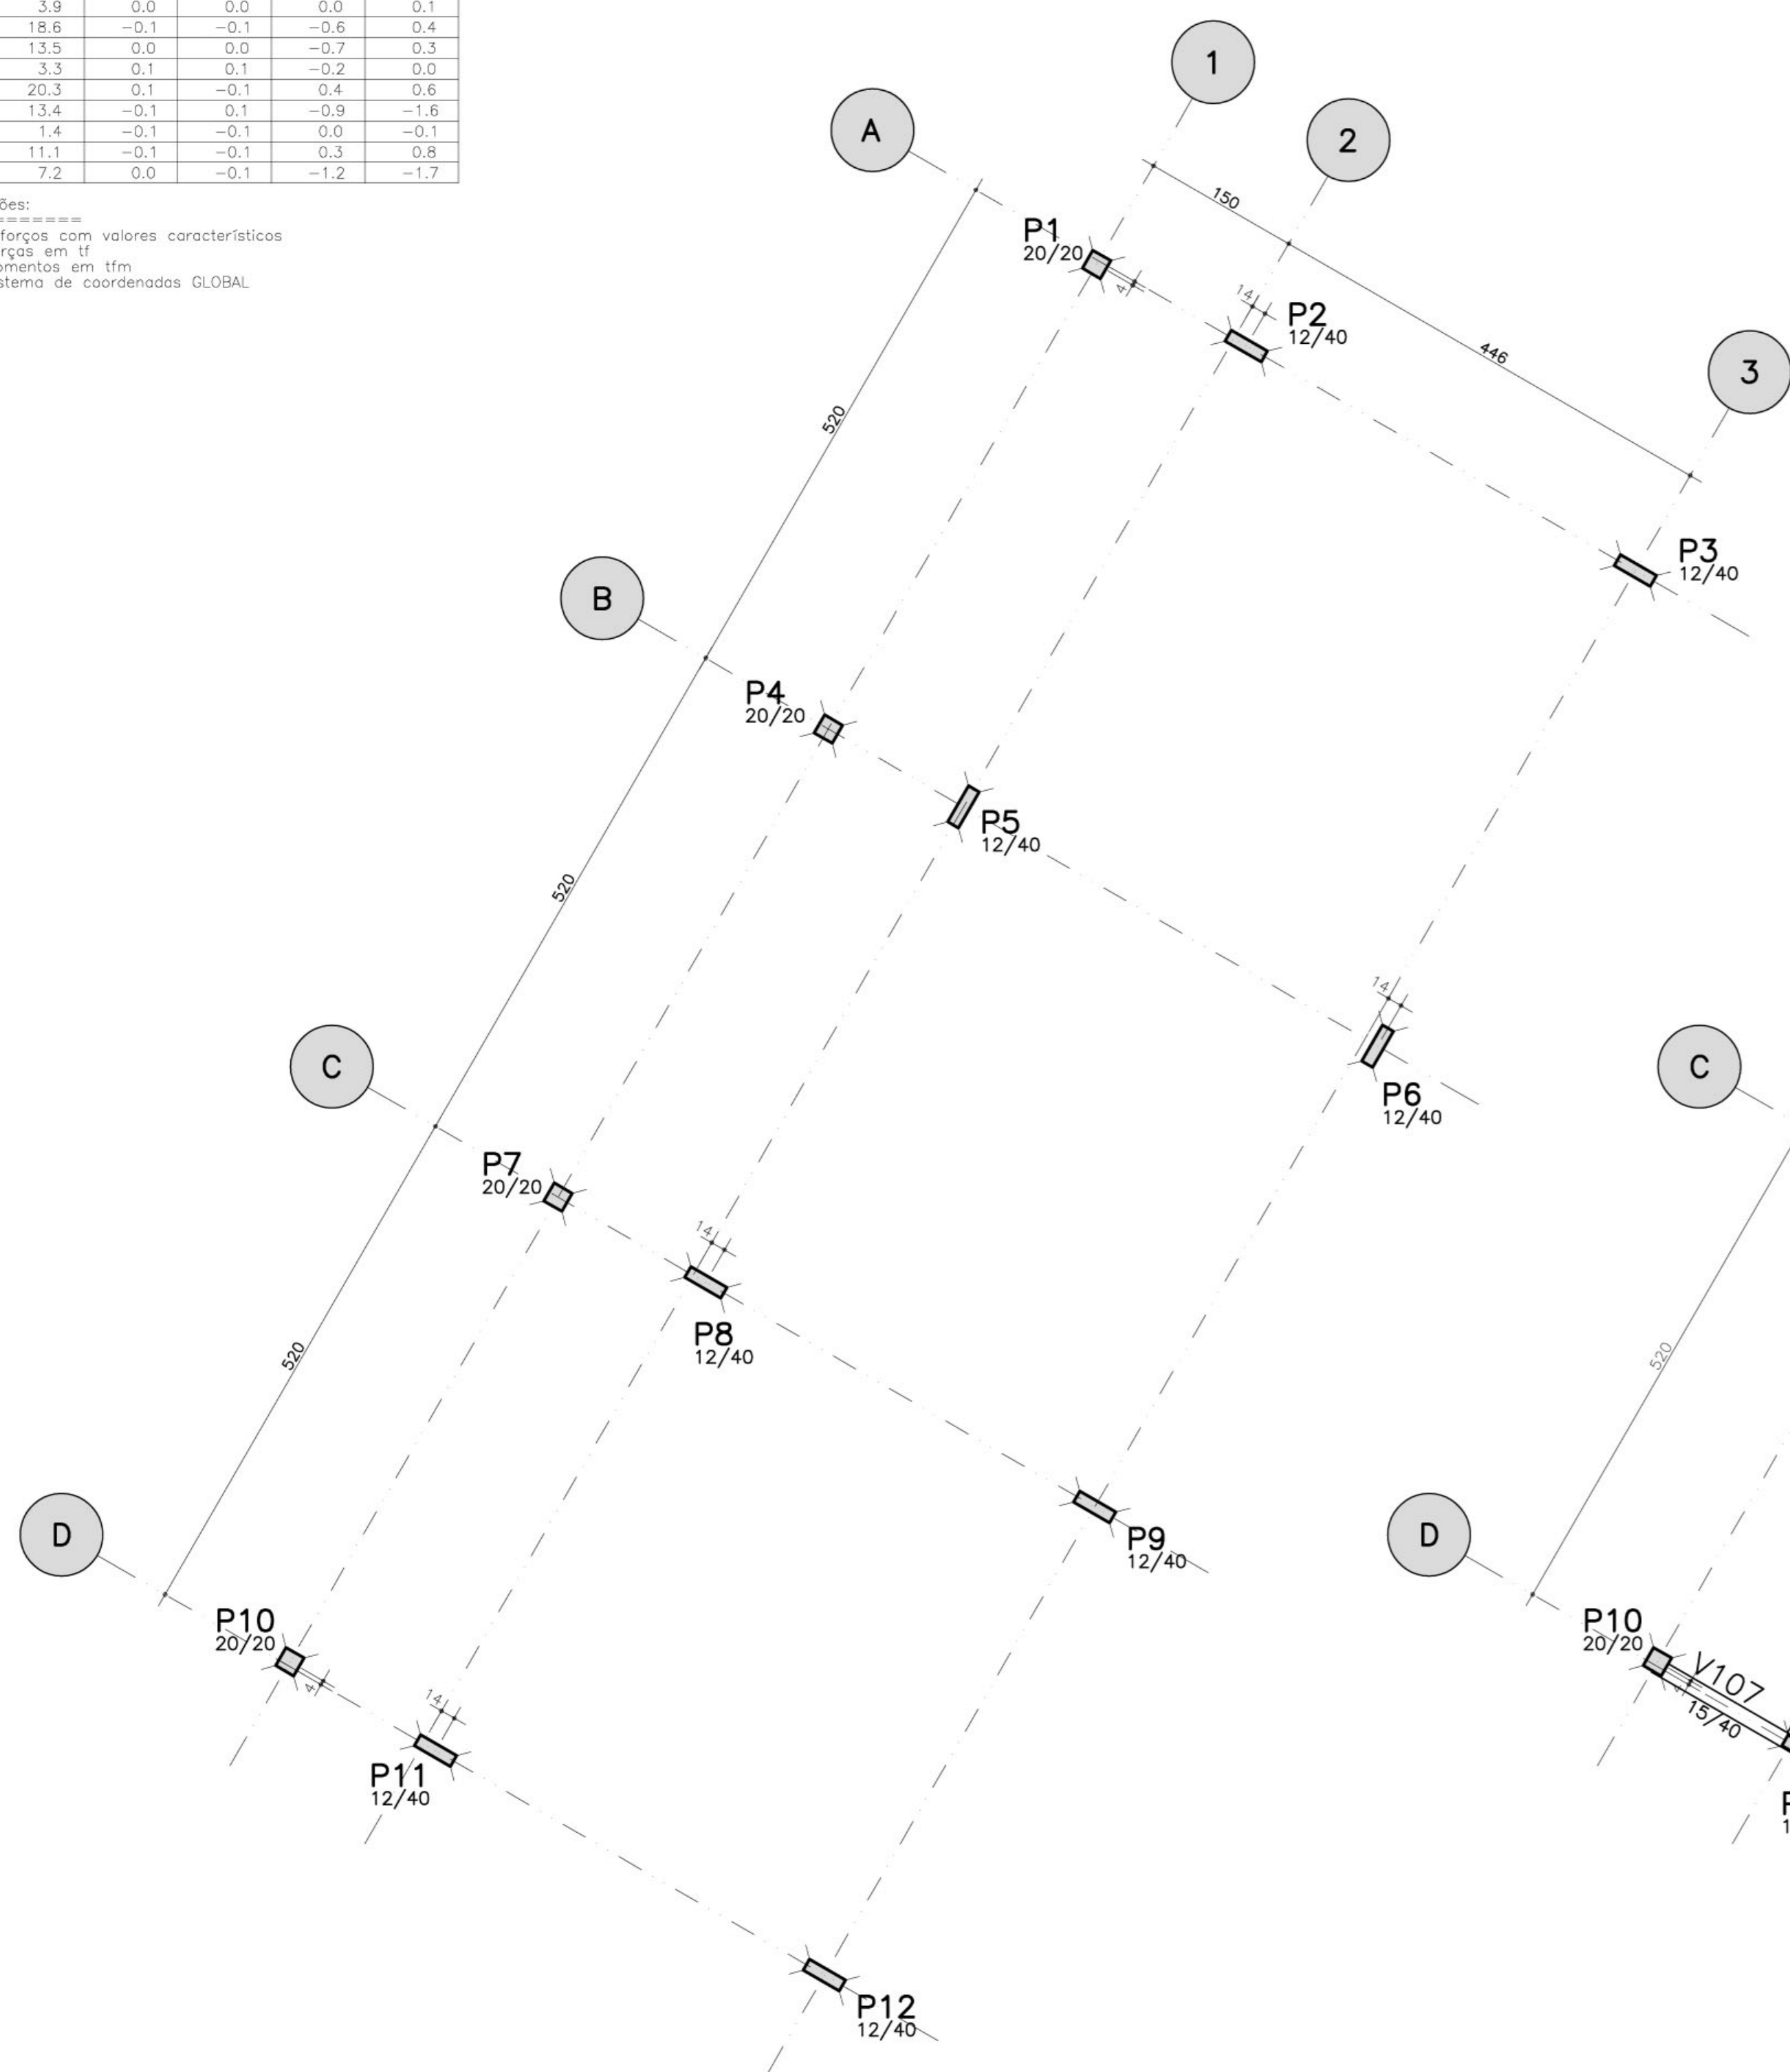 3.9 0.0 0.0 0.0 0.1
18.6 −0.1 −0.1 −0.6 0.4
13.5 0.0 0.0 −0.7 0.3
3.3 0.1 0.1 −0.2 0.0
20.3 0.1 −0.1 0.4 0.6
13.4 −0.1 0.1 −0.9 −1.6
1.4 −0.1 −0.1 0.0 −0.1
11.1 −0.1 −0.1 0.3 0.8
7.2 0.0 −0.1 −1.2 −1.7
ões:
=======
forços com valores característicos
rças em tf
omentos em tfm
stema de coordenadas GLOBAL
1
A
2
150
P1
20/20
4
14
P2
12/40
446
3
520
P3
12/40
B
P4
20/20
P5
12/40
520
14
C
C
P6
12/40
P7
20/20
14
P8
12/40
520
520
D
P9
12/40
D
P10
20/20
4
P10
20/20
V107
4
15/40
14
P11
12/40
P12
12/40